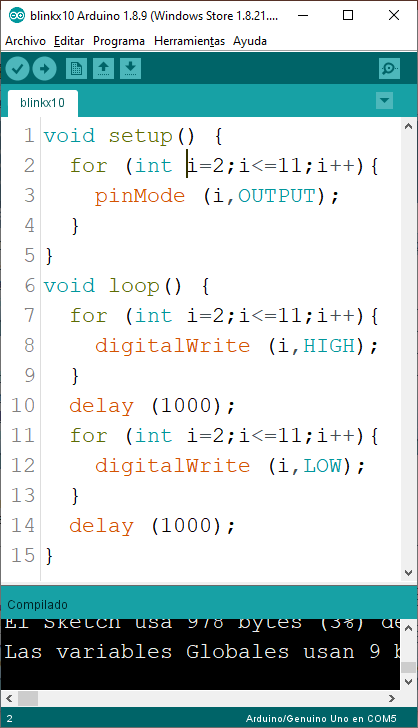 blinkx10 Arduino 1.8.9 (Windows Store 1.8.21....
Archivo Editar Programa Herramientas Ayuda
blinkx10
1 void setup() {
2 for (int i=2;i<=11;i++){
3 pinMode (i,OUTPUT);
4 }
5 }
6 void loop() {
7 for (int i=2;i<=11;i++){
8 digitalWrite (i,HIGH);
9 }
10 delay (1000);
11 for (int i=2;i<=11;i++){
12 digitalWrite (i,LOW);
13 }
14 delay (1000);
15 }
Compilado
El Sketch usa 978 bytes (3%) de
Las variables Globales usan 9 b
2 Arduino/Genuino Uno en COM5